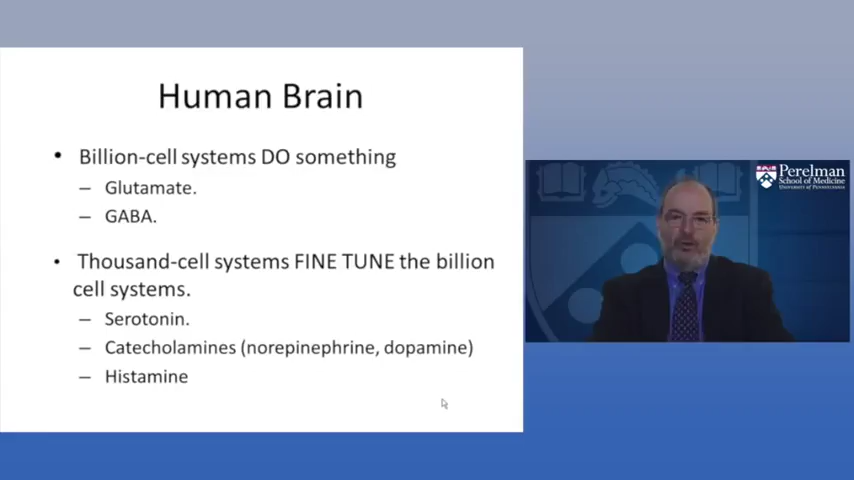 Human Brain
• Billion-cell systems DO something
– Glutamate.
– GABA.
• Thousand-cell systems FINE TUNE the billion
cell systems.
– Serotonin.
– Catecholamines (norepinephrine, dopamine)
– Histamine
Perelman
School of Medicine
University of Pennsylvania